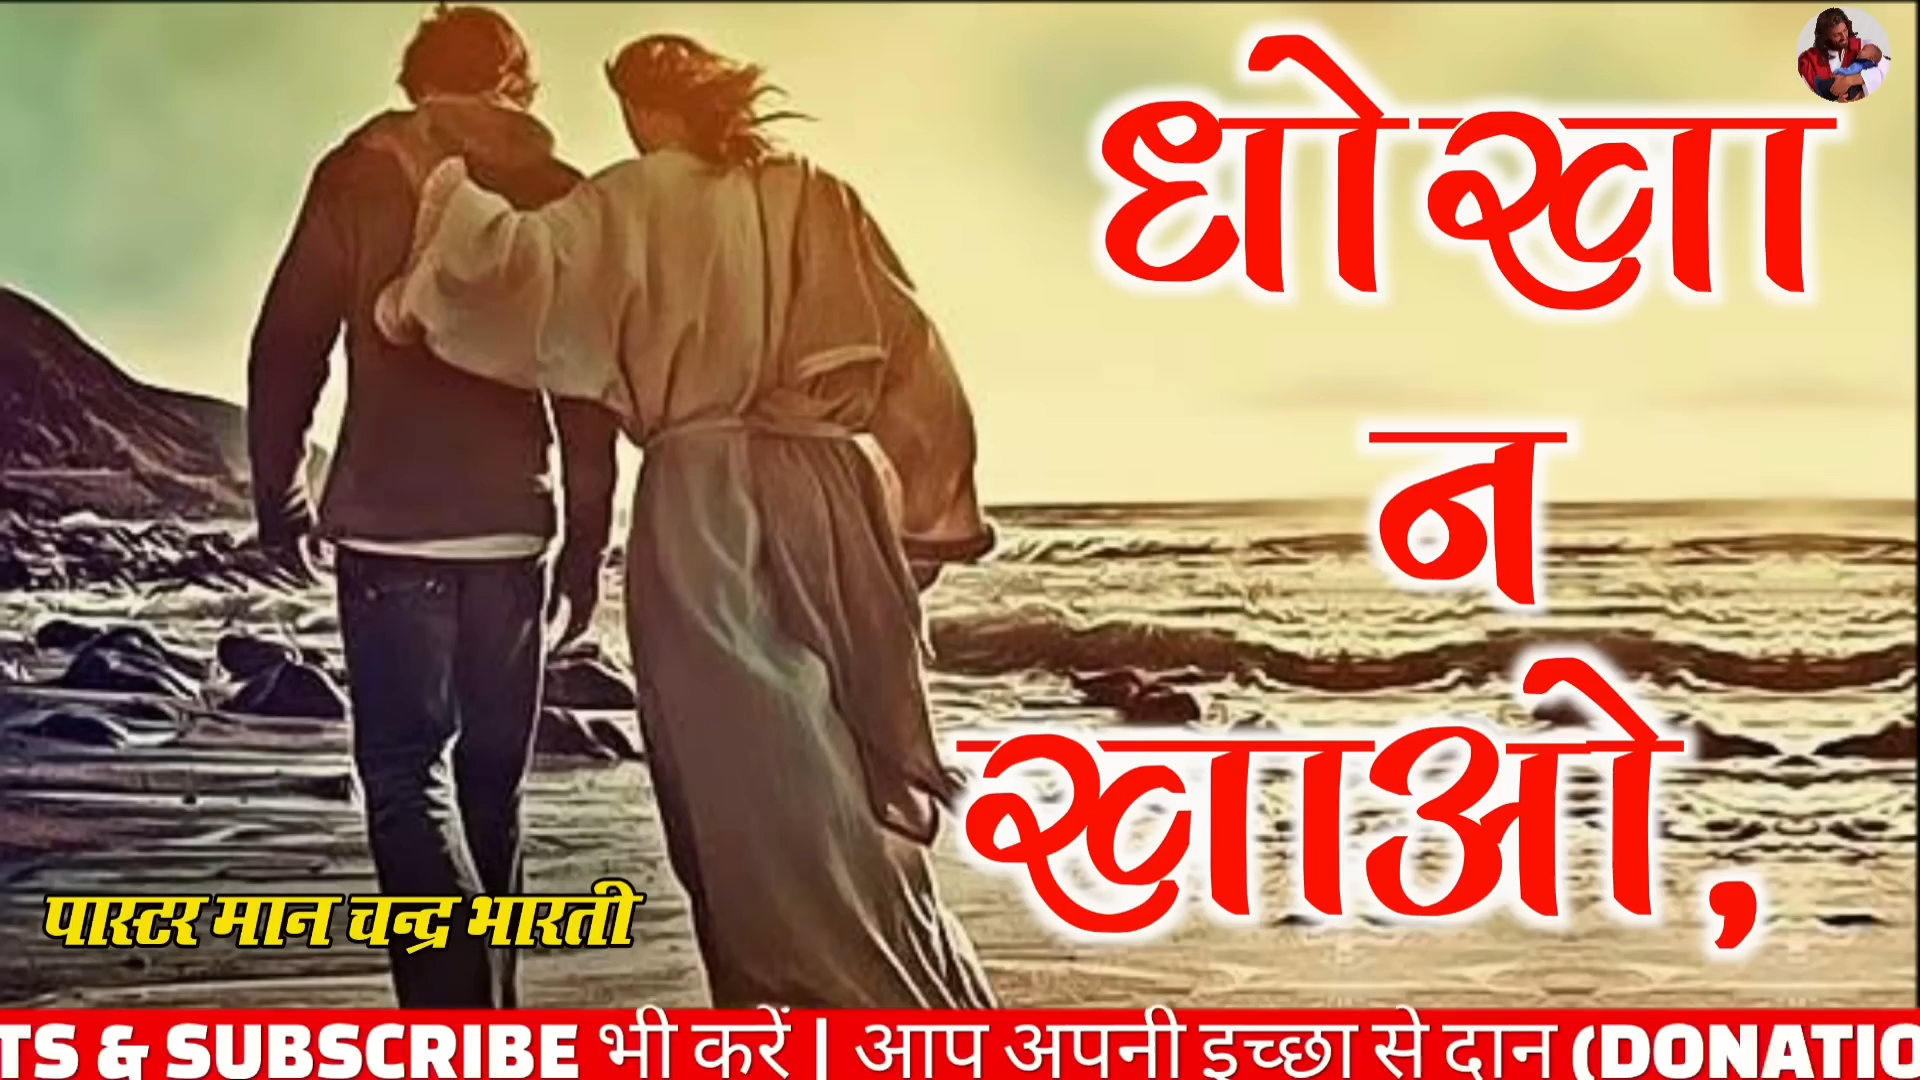 धोखा
न
खाओ,
पास्टर मान चन्द्र भारती
TS & SUBSCRIBE भी करें | आप अपनी इच्छा से दान (DONATIO